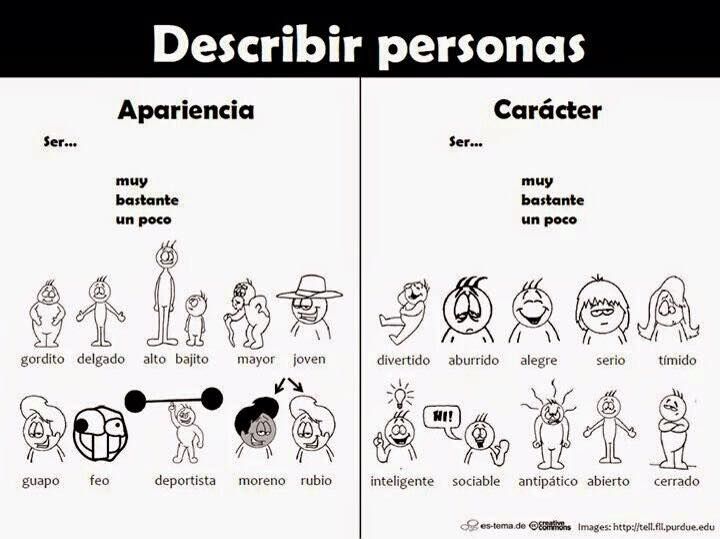 Describir personas
Apariencia
Ser...
muy
bastante
un poco
gordito delgado alto bajito mayor joven
guapo feo deportista moreno rubio
Carácter
Ser...
muy
bastante
un poco
divertido aburrido alegre serio tímido
HI!
inteligente sociable antipático abierto cerrado
es-tema.de creative commons Images: http://tell.fll.purdue.edu